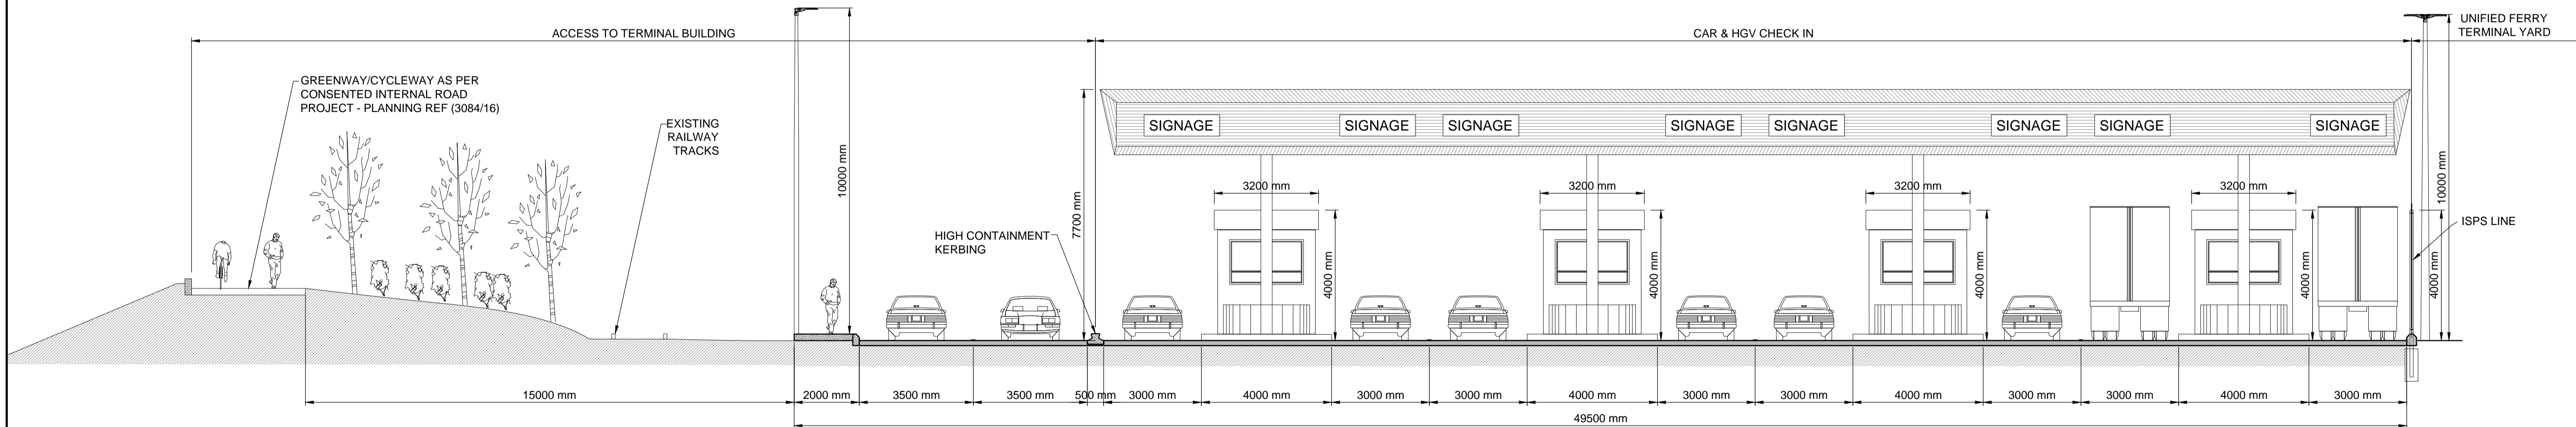 ACCESS TO TERMINAL BUILDING
CAR & HGV CHECK IN
UNIFIED FERRY
TERMINAL YARD
GREENWAY/CYCLEWAY AS PER
CONSENTED INTERNAL ROAD
PROJECT - PLANNING REF (3084/16)
EXISTING
RAILWAY
TRACKS
10000 mm
7700 mm
HIGH CONTAINMENT
KERBING
SIGNAGE
SIGNAGE
SIGNAGE
SIGNAGE
SIGNAGE
SIGNAGE
SIGNAGE
SIGNAGE
3200 mm
3200 mm
3200 mm
3200 mm
4000 mm
4000 mm
4000 mm
4000 mm
4000 mm
10000 mm
ISPS LINE
15000 mm
2000 mm
3500 mm
3500 mm
500 mm
3000 mm
4000 mm
3000 mm
3000 mm
4000 mm
3000 mm
3000 mm
4000 mm
3000 mm
3000 mm
4000 mm
3000 mm
49500 mm